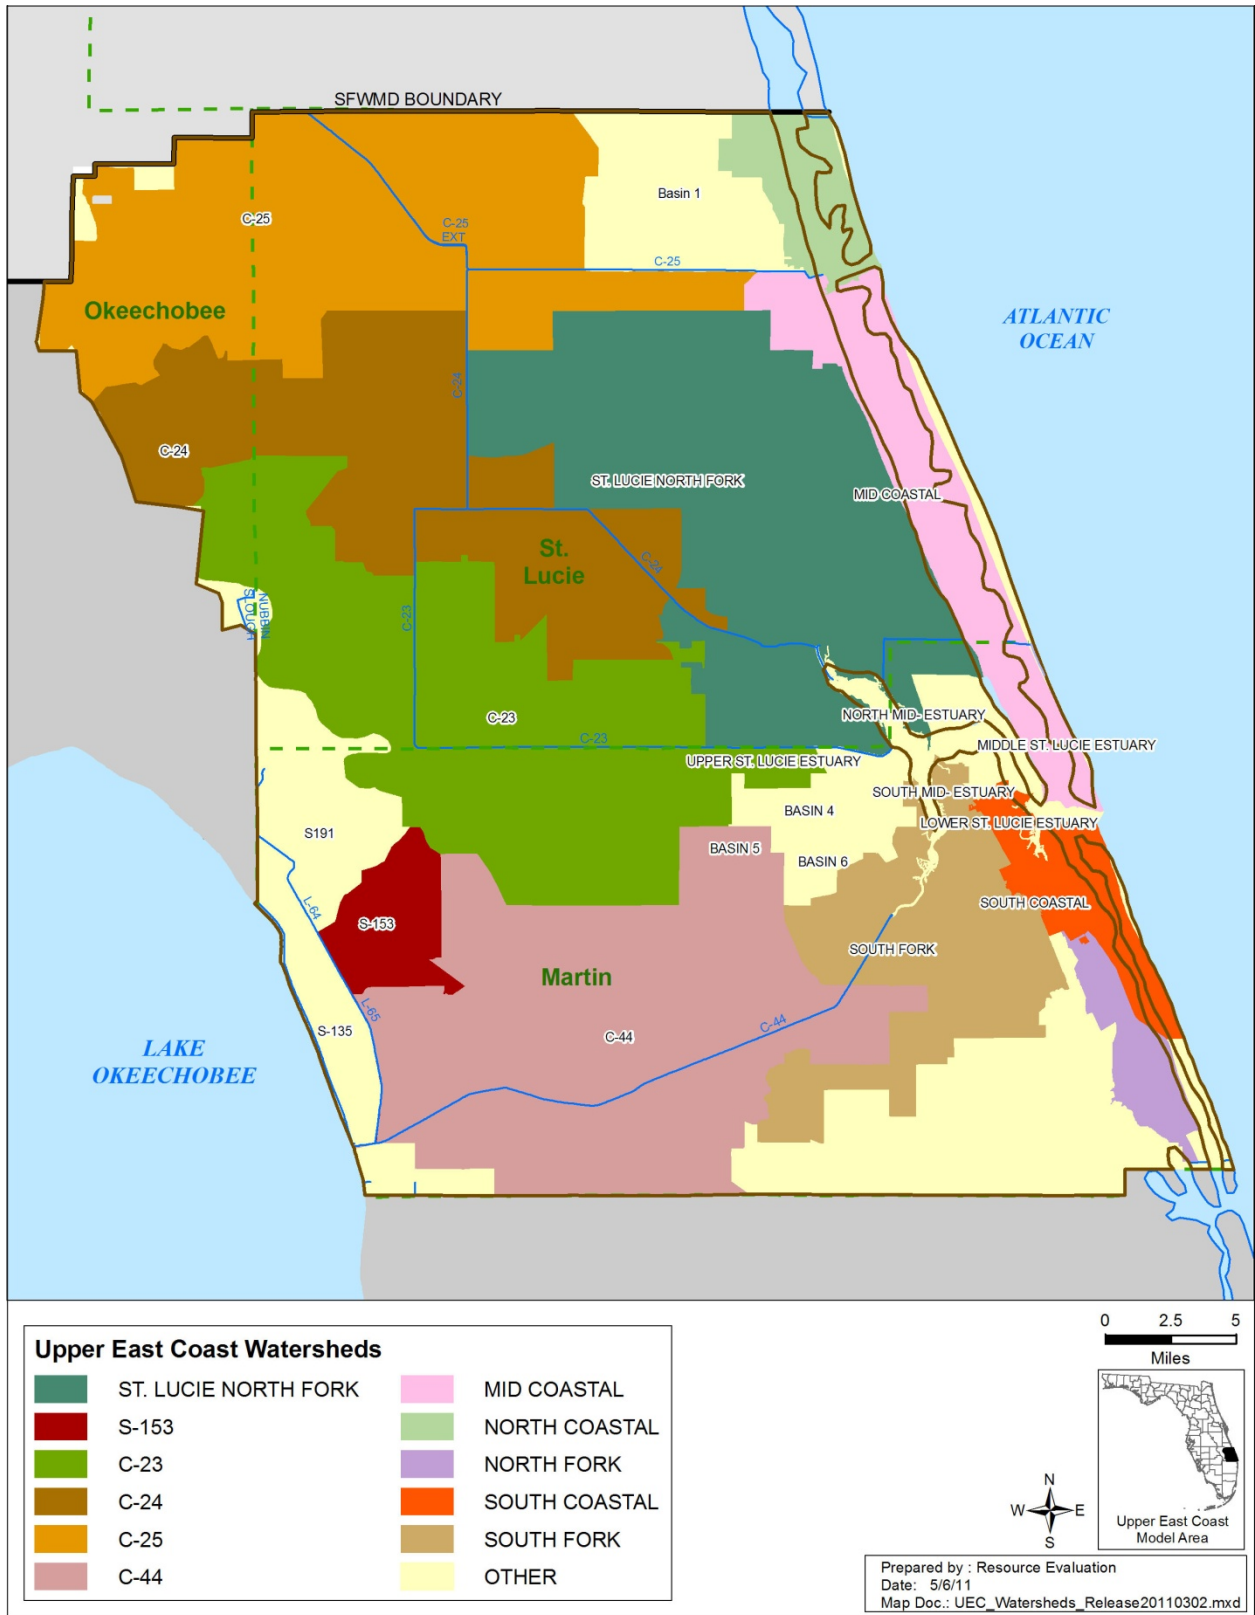 SFWMD BOUNDARY
Basin 1
C-25
C-25
EXT
C-25
Okeechobee
ATLANTIC
OCEAN
C-24
C-24
ST. LUCIE NORTH FORK
MID COASTAL
St.
Lucie
C-24
C-23
NUBBIN
SLOUGH
C-23
NORTH MID- ESTUARY
C-23
MIDDLE ST. LUCIE ESTUARY
UPPER ST. LUCIE ESTUARY
SOUTH MID- ESTUARY
BASIN 4
LOWER ST. LUCIE ESTUARY
S191
BASIN 5
BASIN 6
L-64
SOUTH COASTAL
S-153
SOUTH FORK
Martin
L-65
S-135
C-44
C-44
LAKE
OKEECHOBEE
Upper East Coast Watersheds
ST. LUCIE NORTH FORK
S-153
C-23
C-24
C-25
C-44
MID COASTAL
NORTH COASTAL
NORTH FORK
SOUTH COASTAL
SOUTH FORK
OTHER
0 2.5 5
Miles
N
W E
S
Upper East Coast
Model Area
Prepared by : Resource Evaluation
Date: 5/6/11
Map Doc.: UEC_Watersheds_Release20110302.mxd